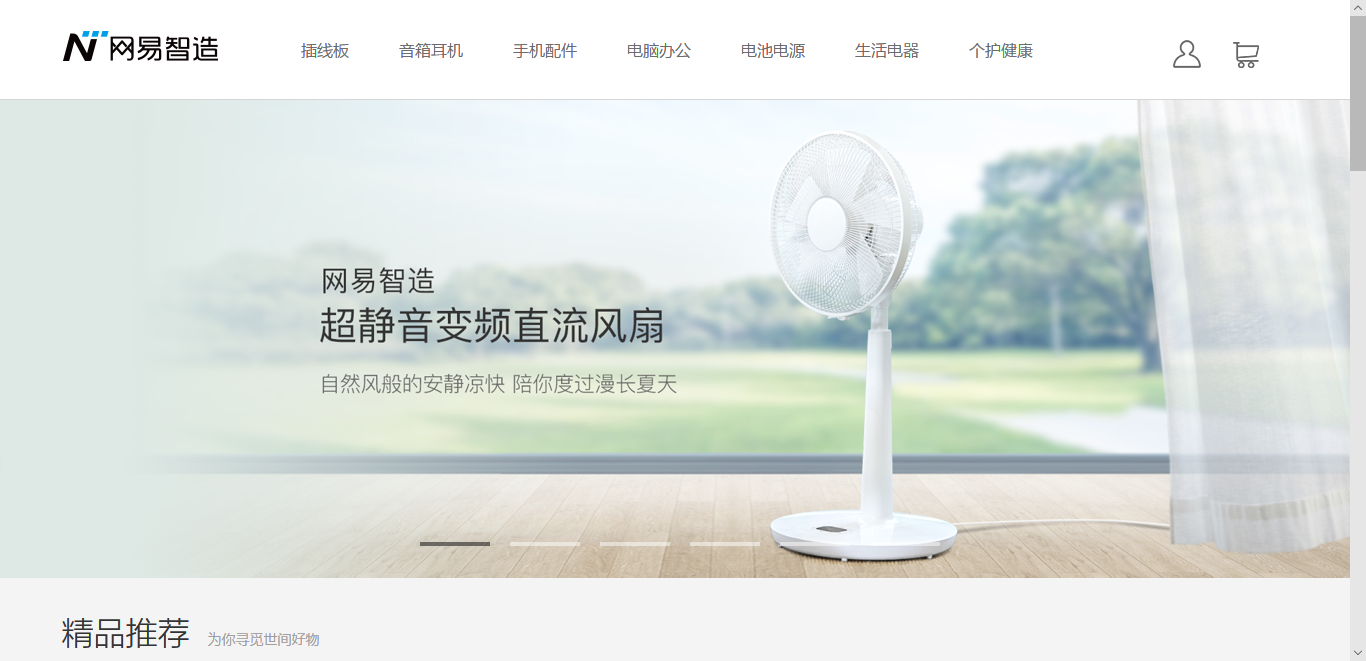 网易智造
插线板 音箱耳机 手机配件 电脑办公 电池电源 生活电器 个护健康
网易智造
超静音变频直流风扇
自然风般的安静凉快 陪你度过漫长夏天
精品推荐 为你寻觅世间好物